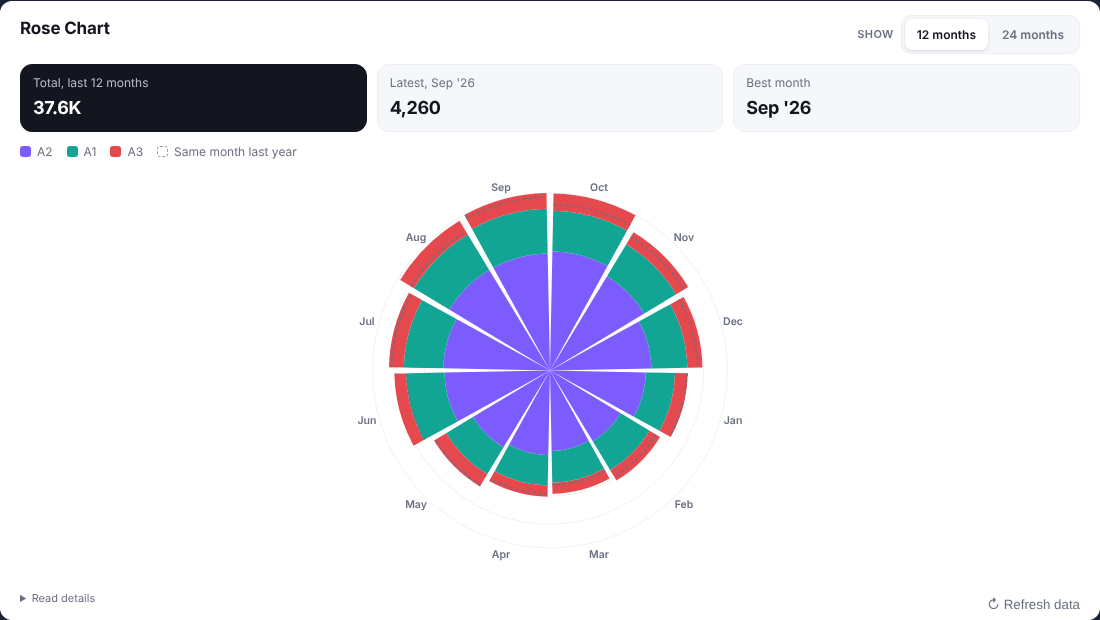 Rose Chart
SHOW
12 months
24 months
Total, last 12 months
37.6K
Latest, Sep '26
4,260
Best month
Sep '26
A2
A1
A3
Same month last year
Sep
Oct
Aug
Nov
Jul
Dec
Jun
Jan
May
Feb
Apr
Mar
Read details
Refresh data